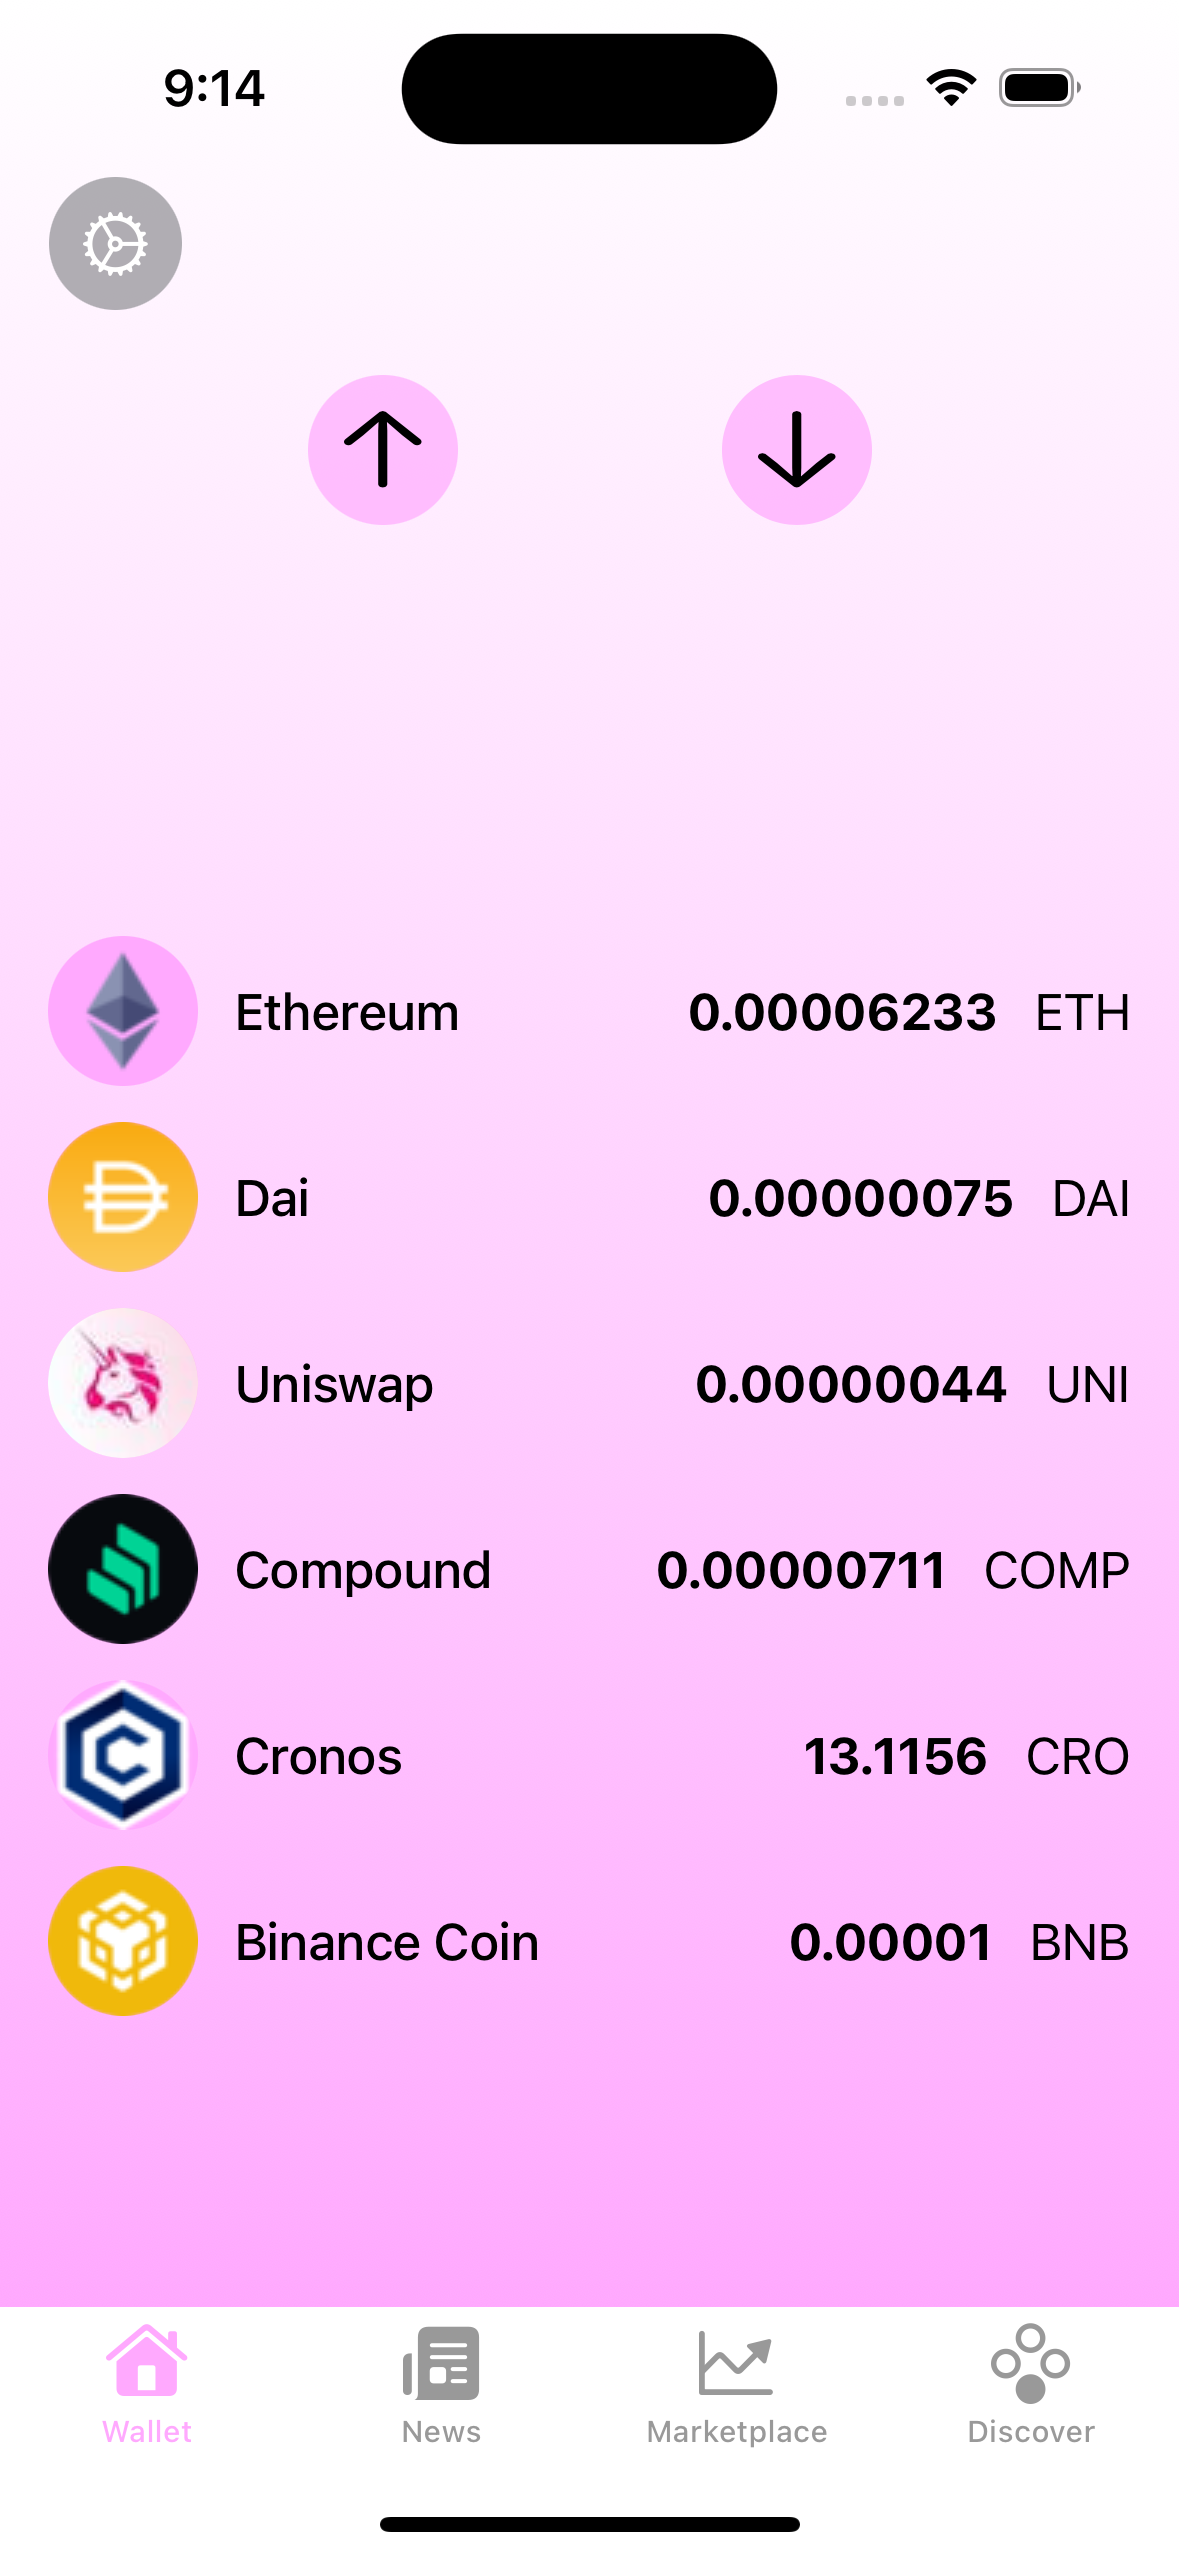 9:14
Ethereum 0.00006233 ETH
Dai 0.00000075 DAI
Uniswap 0.00000044 UNI
Compound 0.00000711 COMP
Cronos 13.1156 CRO
Binance Coin 0.00001 BNB
Wallet News Marketplace Discover